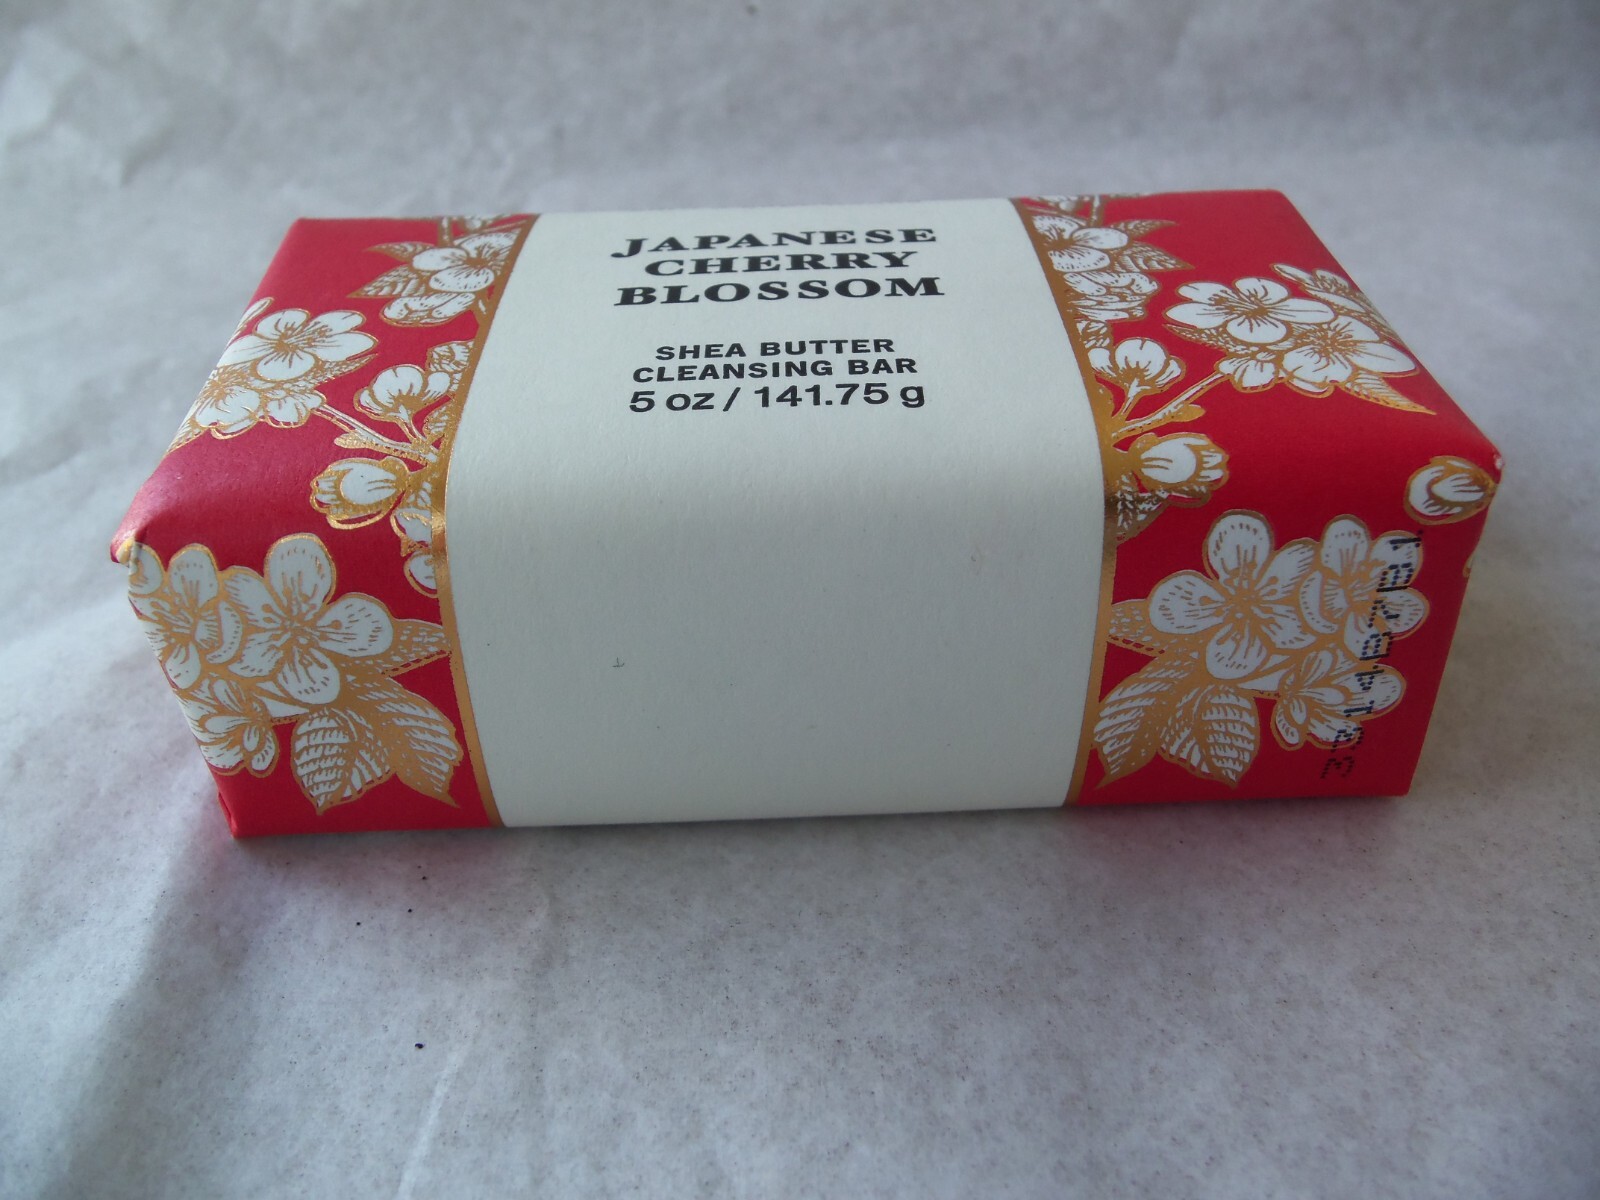 JAPANESE
CHERRY
BLOSSOM
SHEA BUTTER
CLEANSING BAR
5 oz / 141.75 g